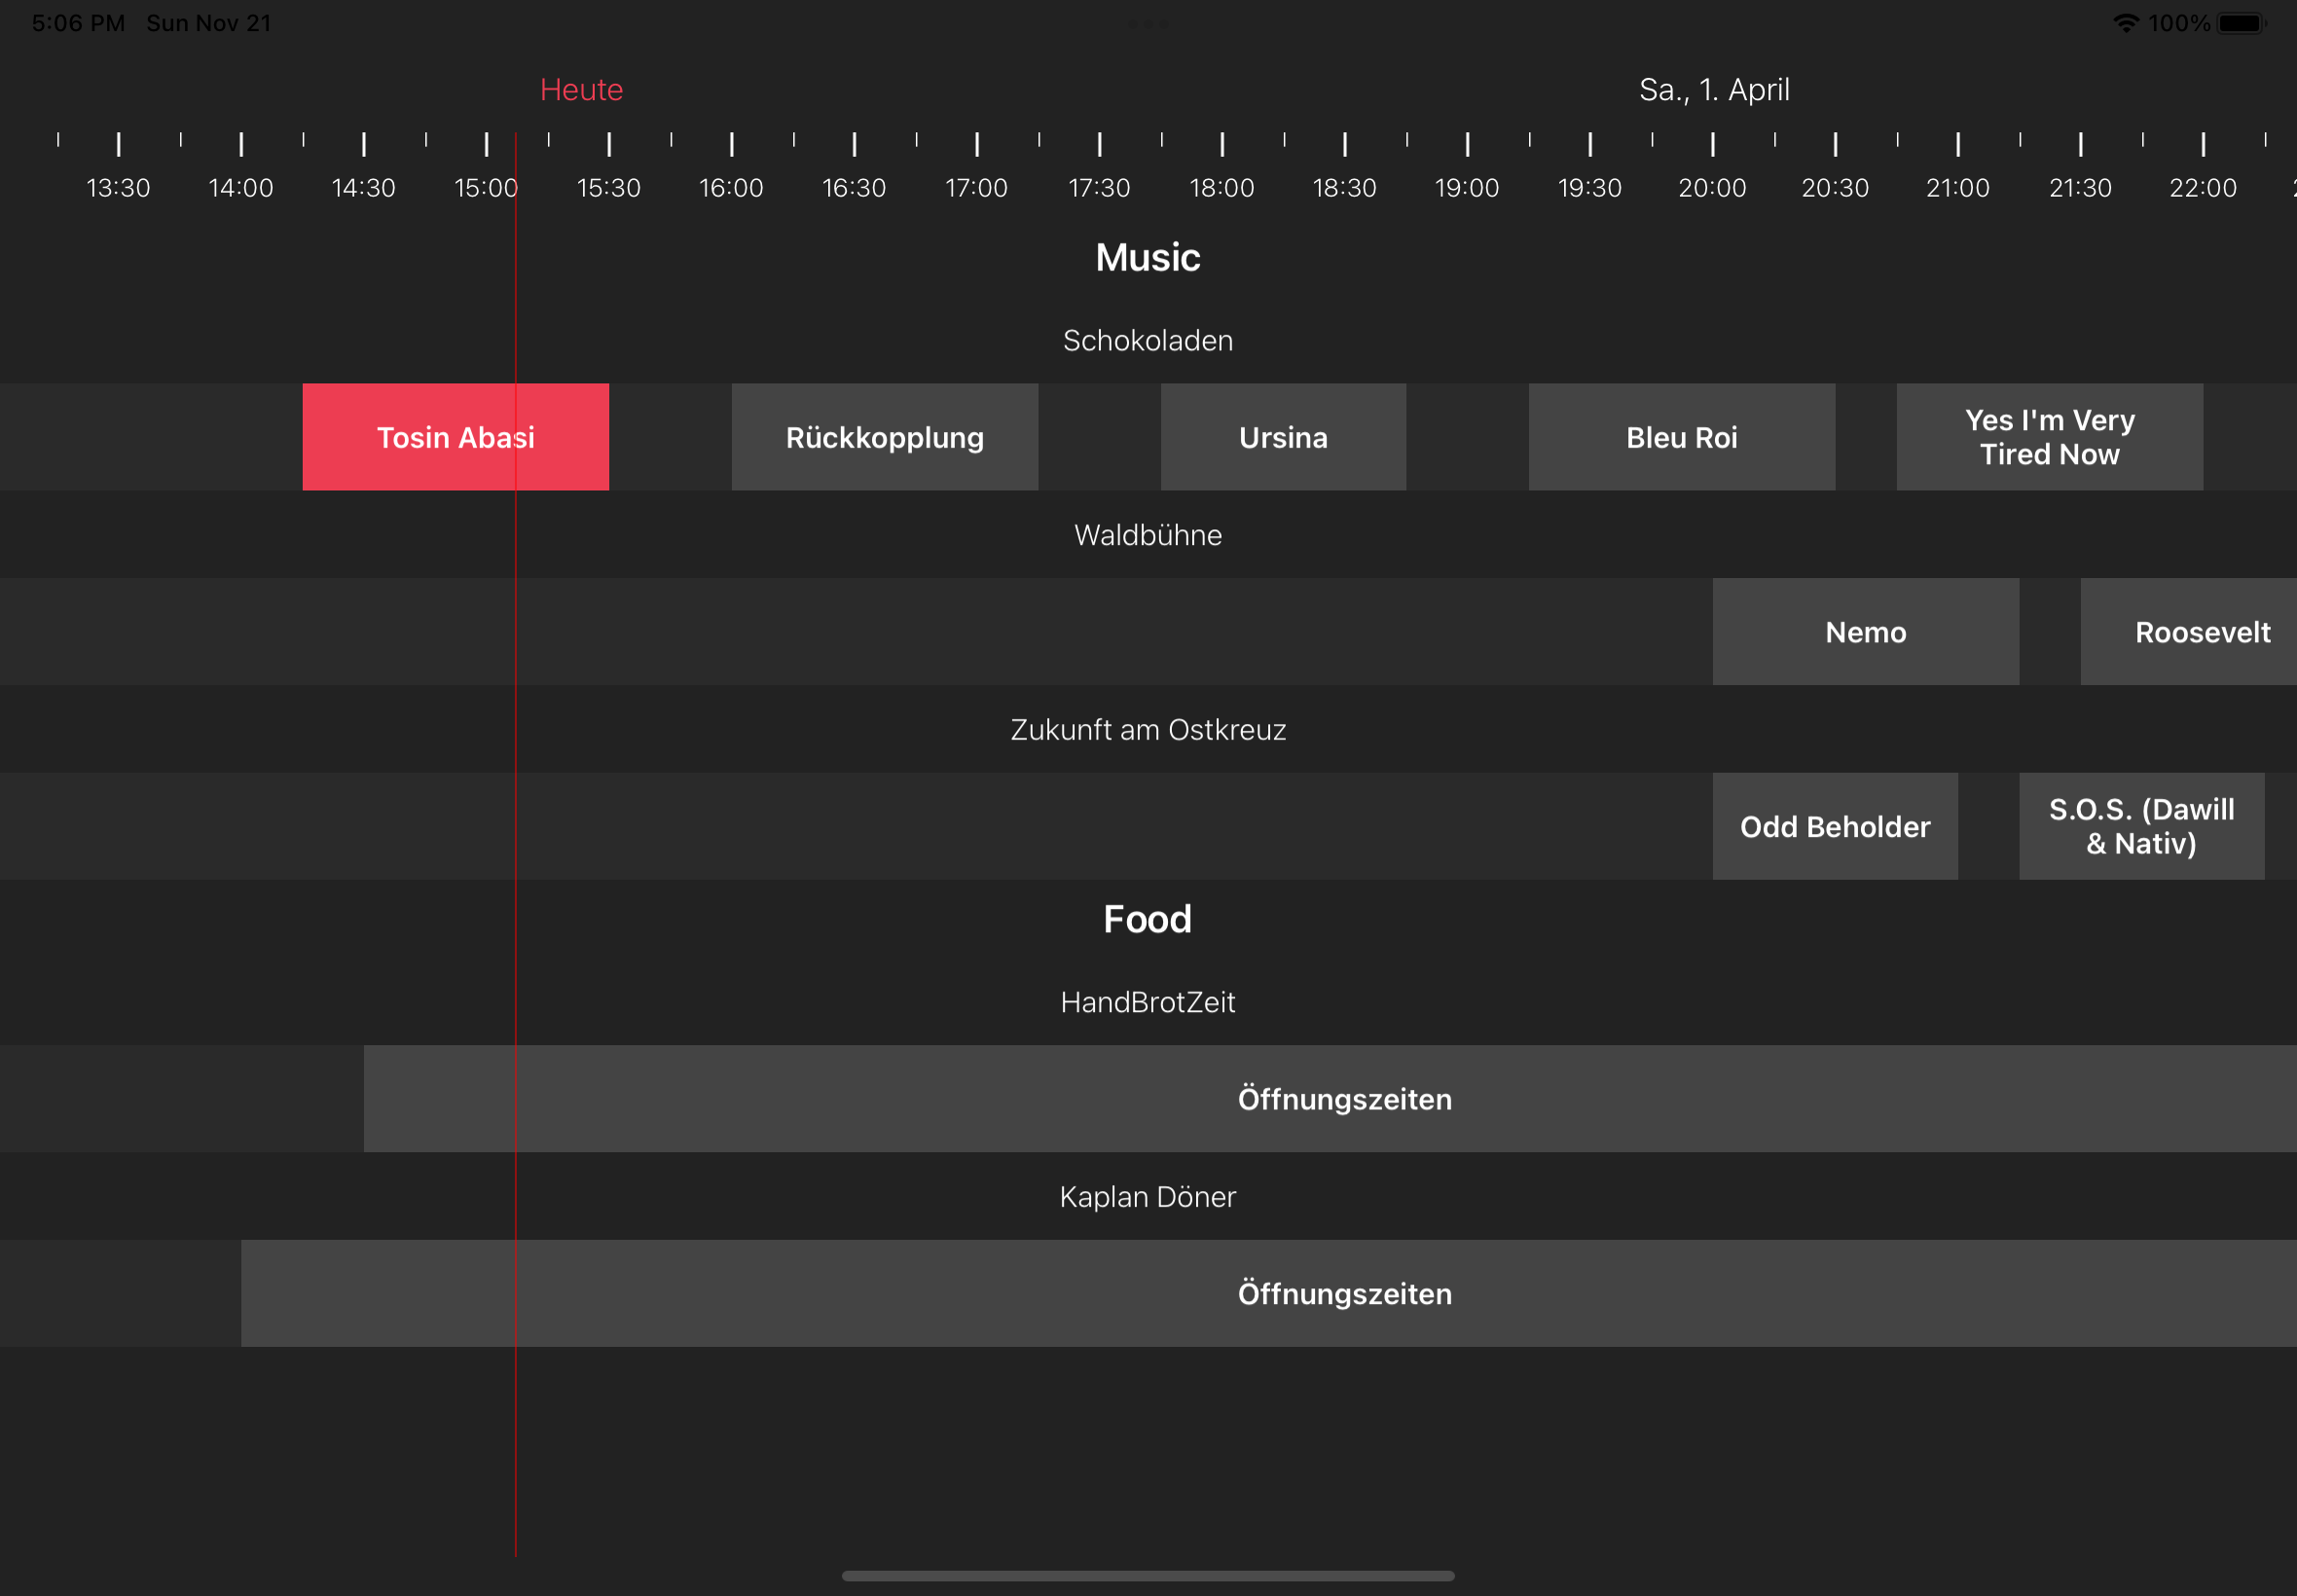 5:06 PM Sun Nov 21 100%
Heute Sa., 1. April
13:30 14:00 14:30 15:00 15:30 16:00 16:30 17:00 17:30 18:00 18:30 19:00 19:30 20:00 20:30 21:00 21:30 22:00
Music
Schokoladen
Tosin Abasi Rückkopplung Ursina Bleu Roi Yes I'm Very
Tired Now
Waldbühne
Nemo Roosevelt
Zukunft am Ostkreuz
Odd Beholder S.O.S. (Dawill
& Nativ)
Food
HandBrotZeit
Öffnungszeiten
Kaplan Döner
Öffnungszeiten